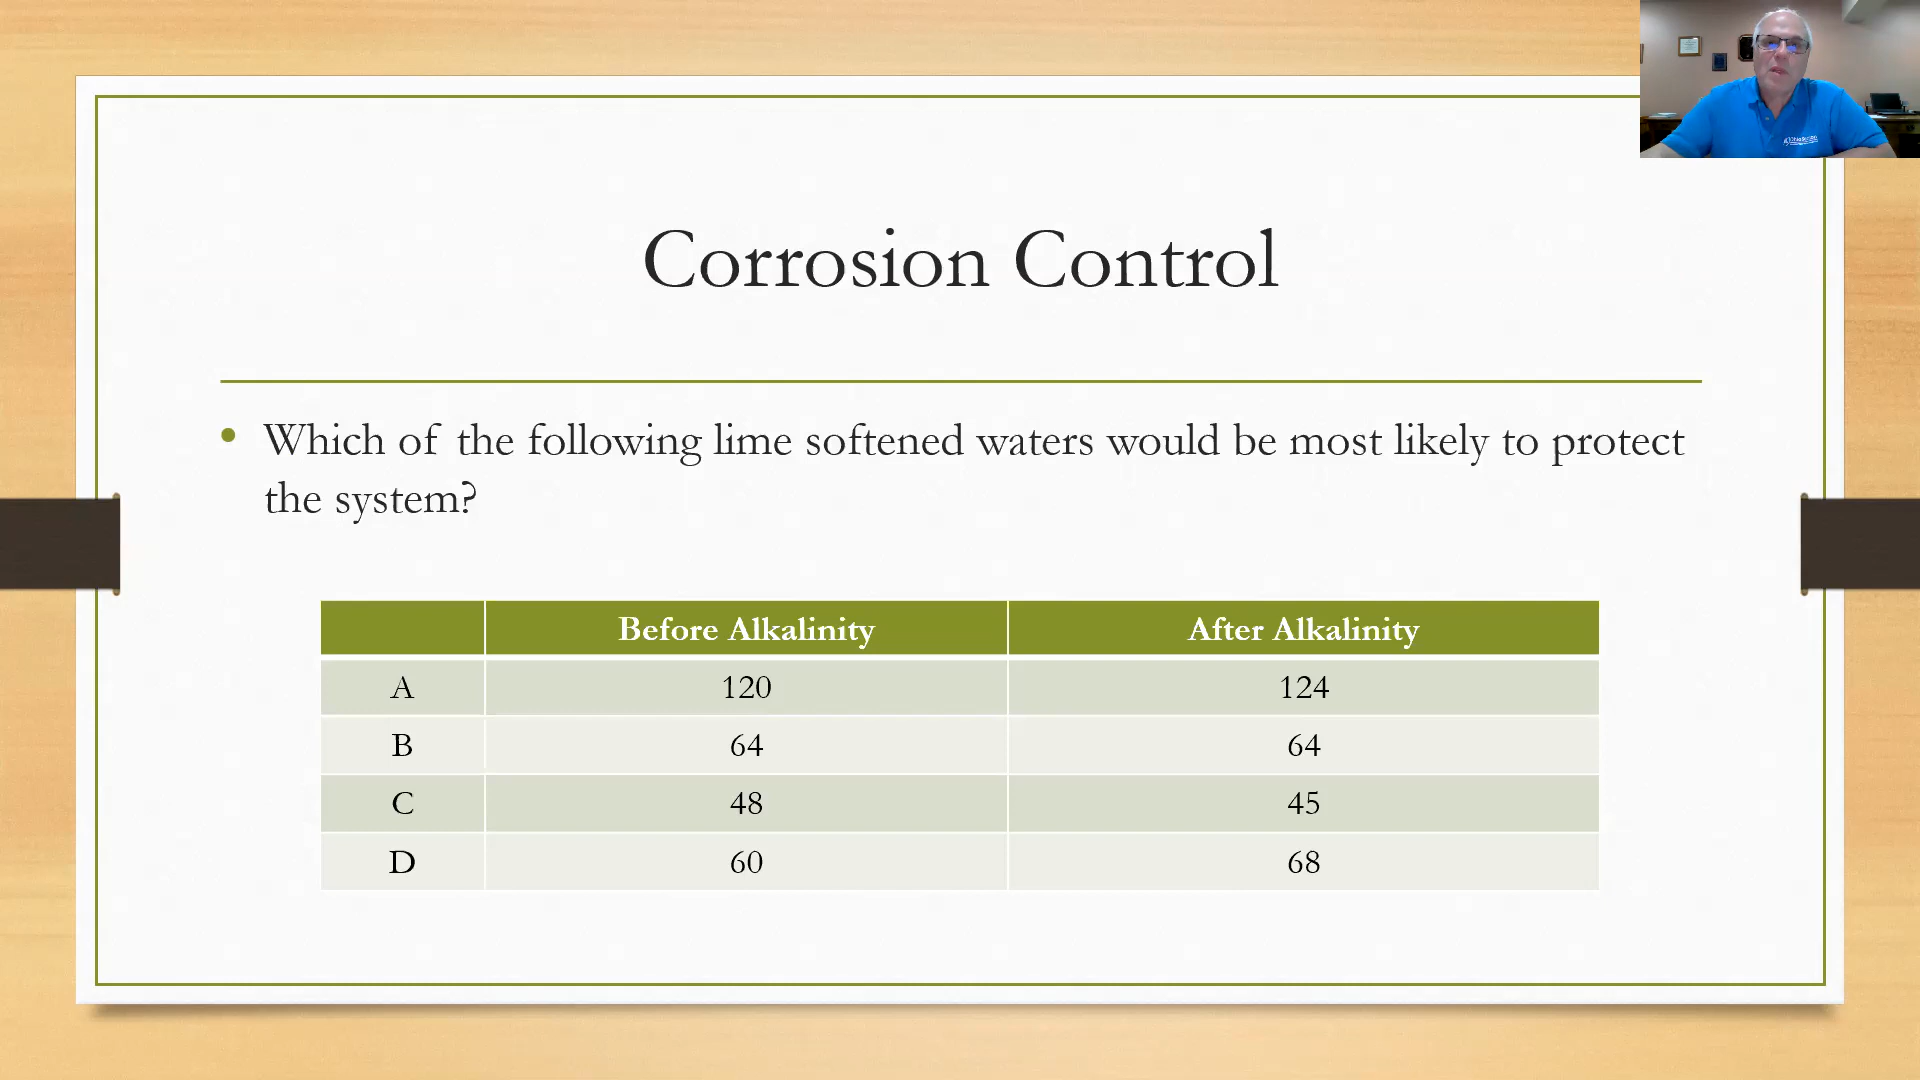 Corrosion Control
• Which of the following lime softened waters would be most likely to protect
the system?
Before Alkalinity After Alkalinity
A 120 124
B 64 64
C 48 45
D 60 68